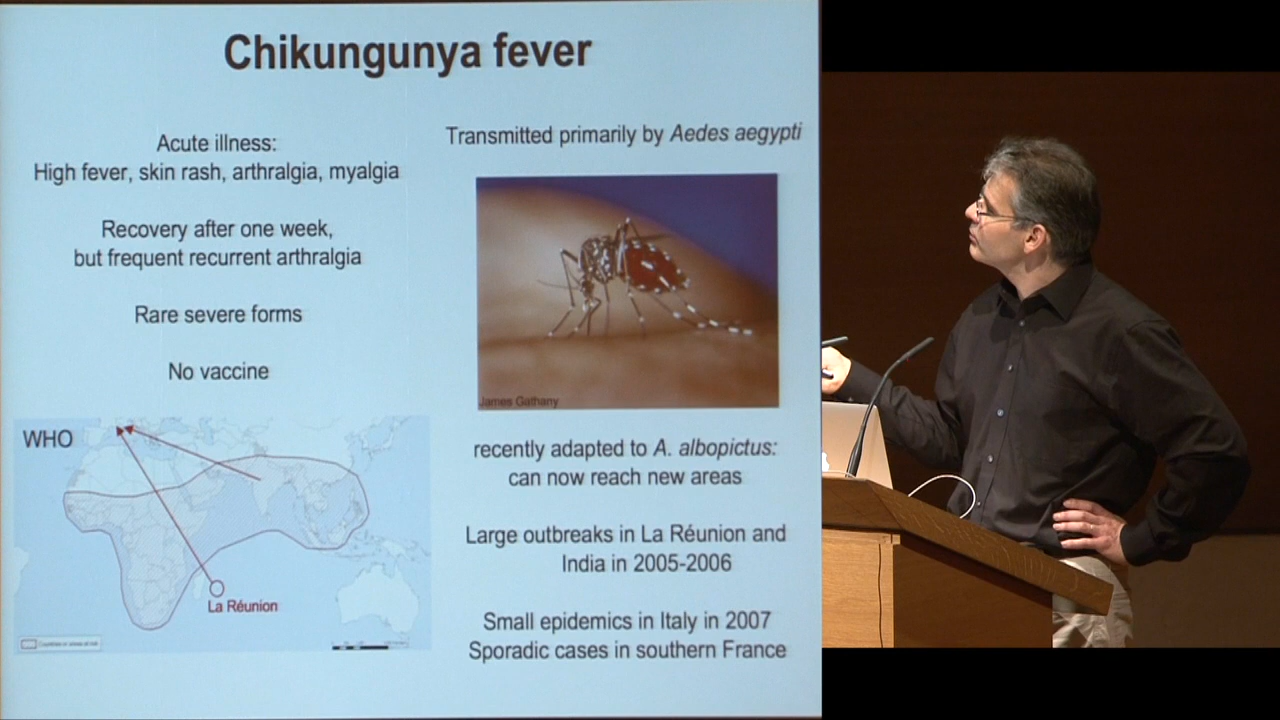 Chikungunya fever
Acute illness:
High fever, skin rash, arthralgia, myalgia
Recovery after one week,
but frequent recurrent arthralgia
Rare severe forms
No vaccine
WHO
La Réunion
Transmitted primarily by Aedes aegypti
James Gathany
recently adapted to A. albopictus:
can now reach new areas
Large outbreaks in La Réunion and
India in 2005-2006
Small epidemics in Italy in 2007
Sporadic cases in southern France